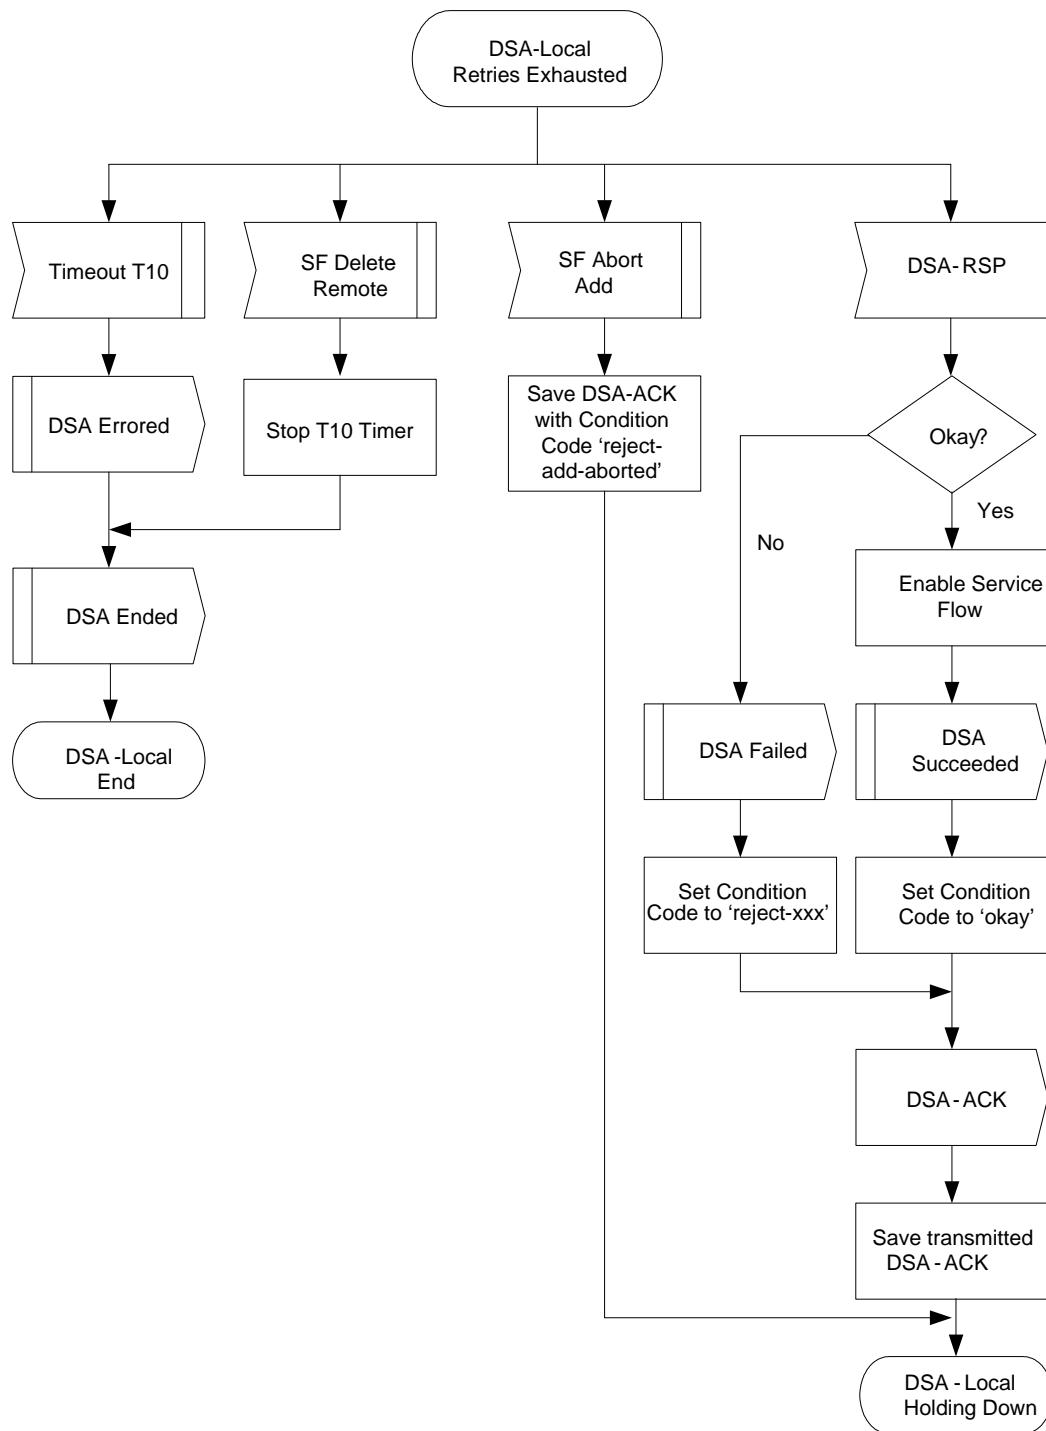 DSA-Local
Retries Exhausted
Timeout T10
SF Delete
Remote
SF Abort
Add
DSA-RSP
DSA Errored
Stop T10 Timer
Save DSA-ACK
with Condition
Code ‘reject-
add-aborted’
Okay?
Yes
No
Enable Service
Flow
DSA Ended
DSA-Local
End
DSA Failed
DSA
Succeeded
Set Condition
Code to ‘reject-xxx’
Set Condition
Code to ‘okay’
DSA-ACK
Save transmitted
DSA-ACK
DSA-Local
Holding Down